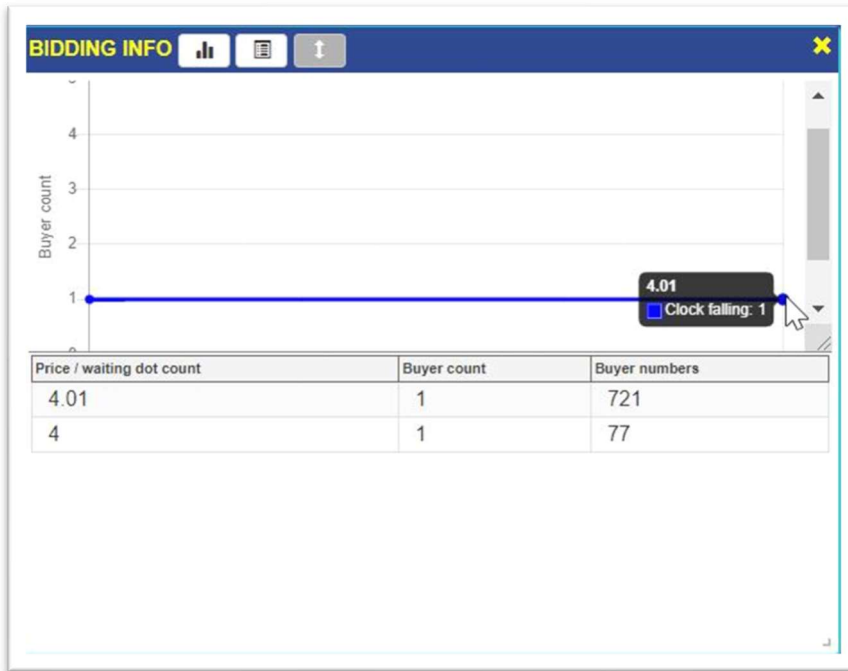 BIDDING INFO
4
3
2
1
Buyer count
4.01
Clock falling: 1
Price / waiting dot count Buyer count Buyer numbers
4.01 1 721
4 1 77